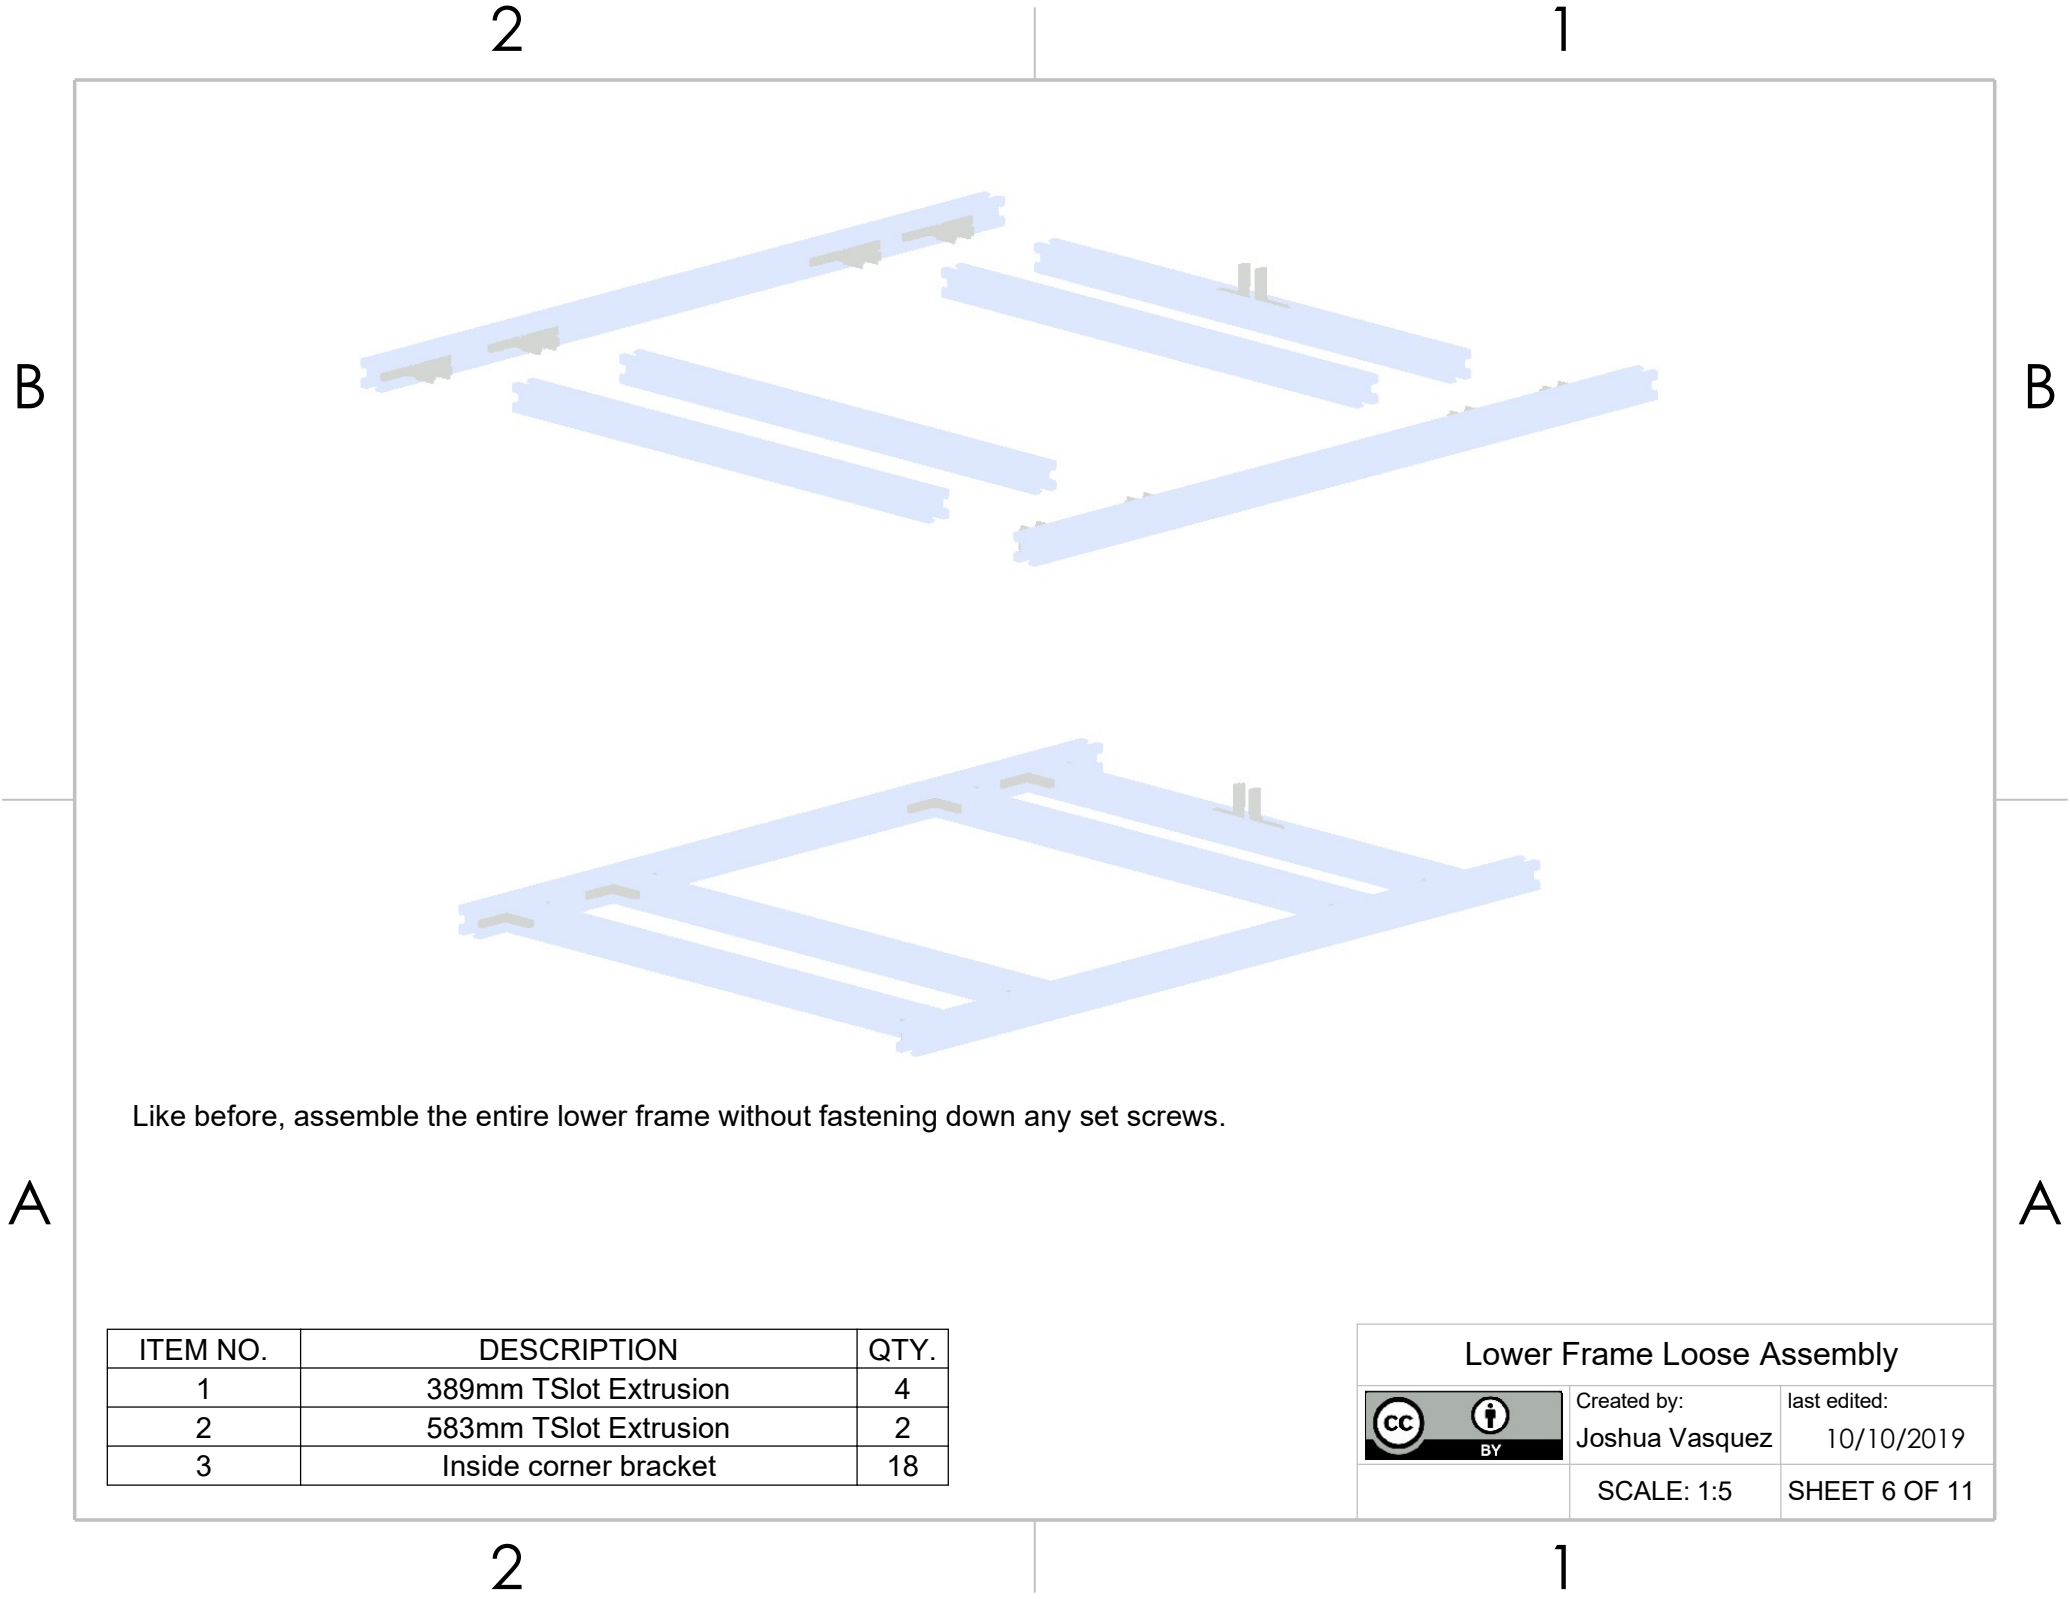 2 1
B B
Like before, assemble the entire lower frame without fastening down any set screws.
A A
ITEM NO. DESCRIPTION QTY.
1 389mm TSlot Extrusion 4
2 583mm TSlot Extrusion 2
3 Inside corner bracket 18
Lower Frame Loose Assembly
cc BY
Created by: last edited:
Joshua Vasquez 10/10/2019
SCALE: 1:5 SHEET 6 OF 11
2 1